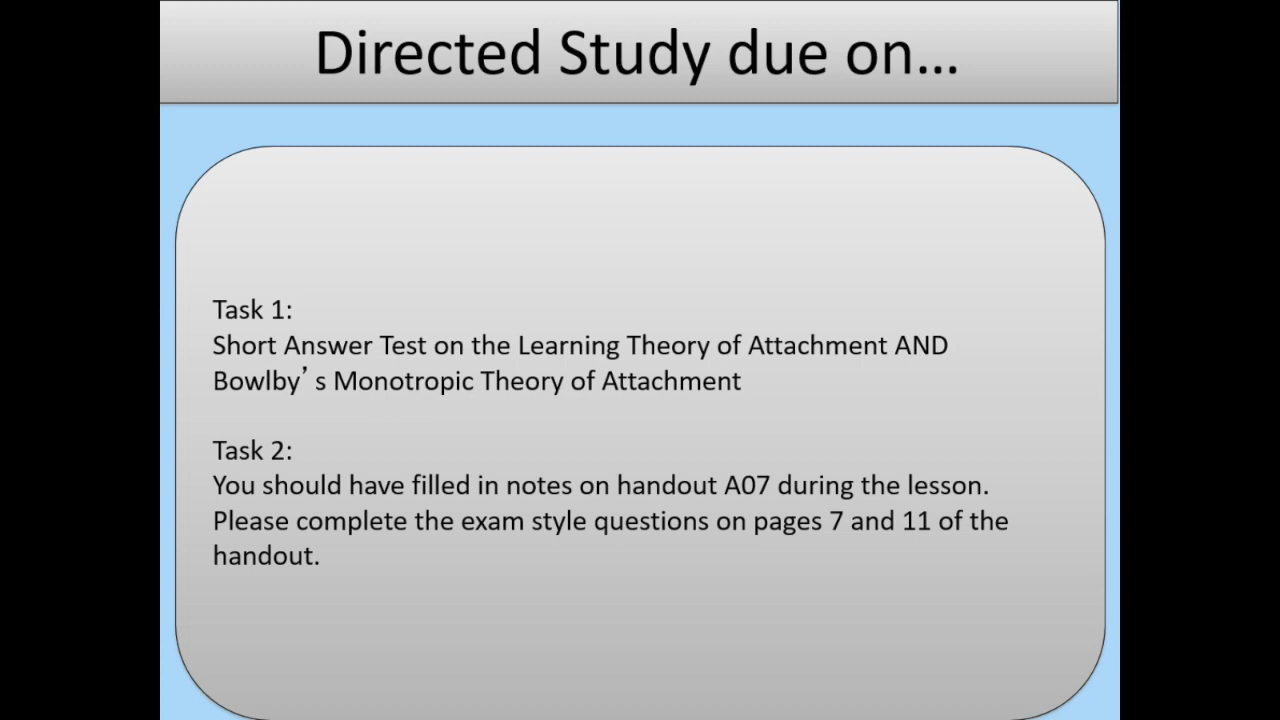 Directed Study due on...
Task 1:
Short Answer Test on the Learning Theory of Attachment AND
Bowlby’s Monotropic Theory of Attachment
Task 2:
You should have filled in notes on handout A07 during the lesson.
Please complete the exam style questions on pages 7 and 11 of the
handout.